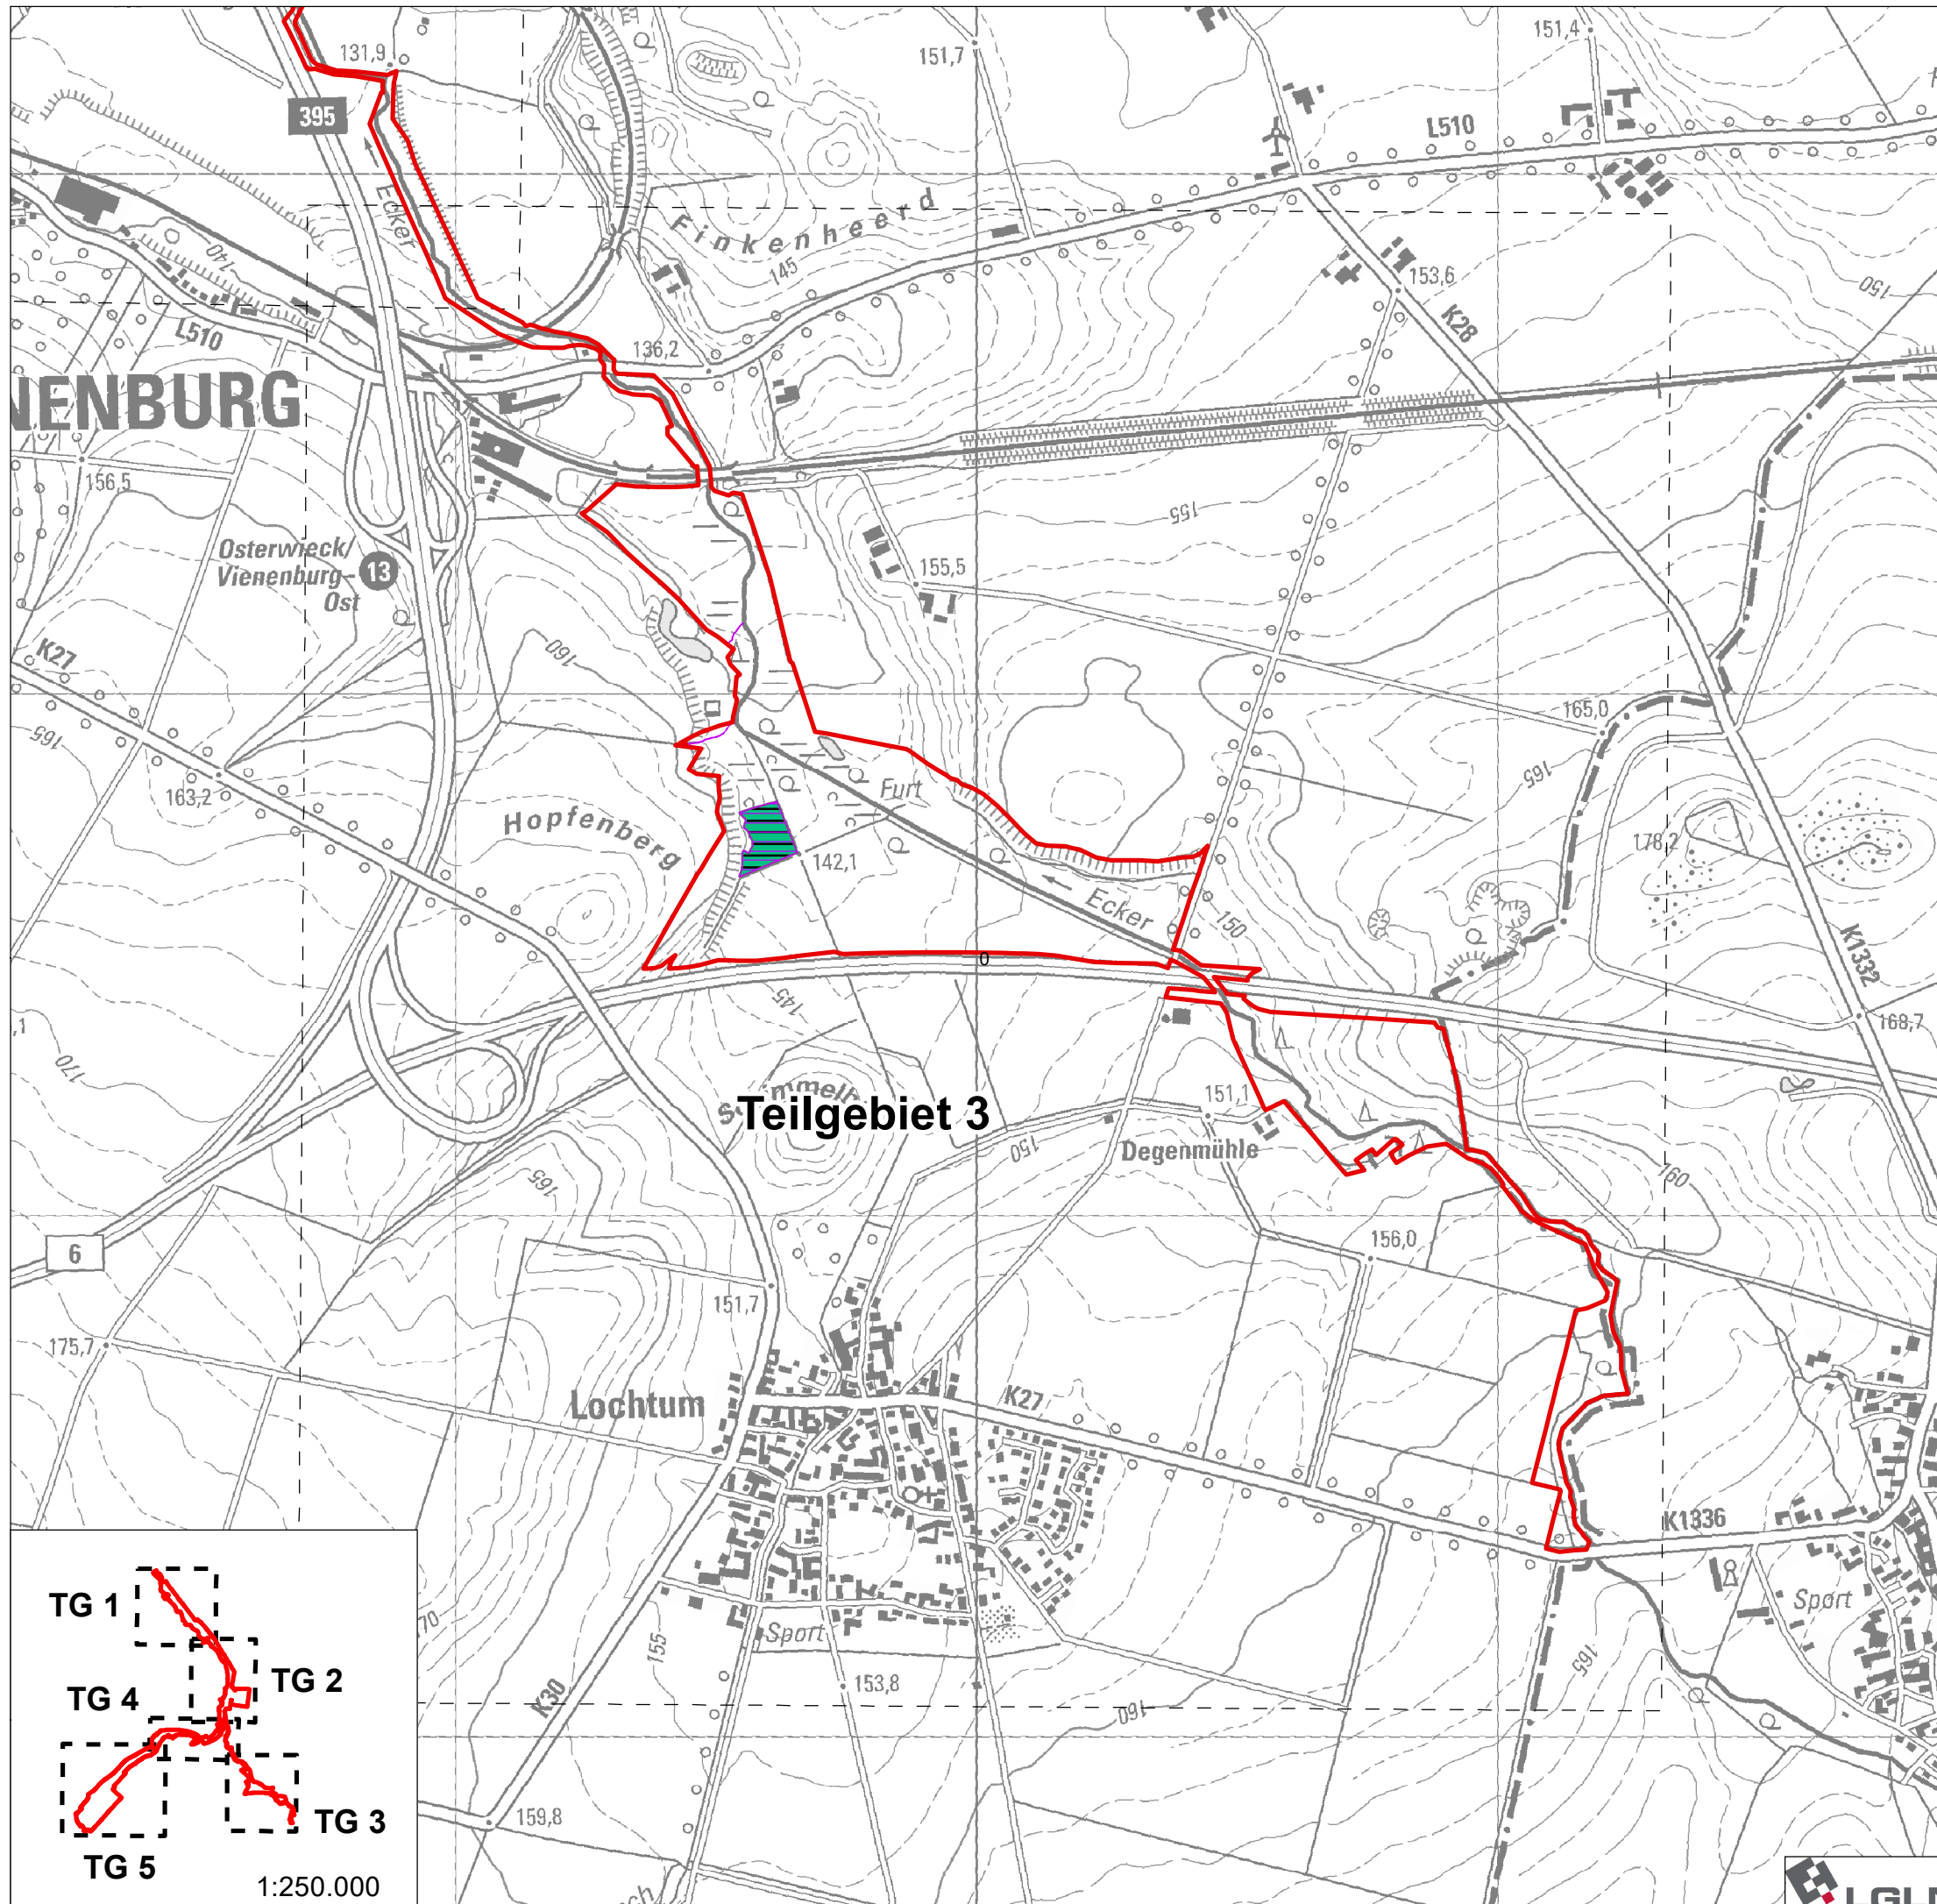 131,9
151,7
151,4
395
L510
Ecker
Finkenheerd
140
145
153,6
150
L510
136,2
K28
NENBURG
156,5
155
Osterwieck/
Vienenburg-
Ost
13
155,5
K27
160
165
165,0
163,2
165
Furt
Hopfenberg
142,1
178,2
Ecker
150
K1332
0
145
168,7
170
151,1
Teilgebiet 3
150
Degenmühle
165
160
6
156,0
151,7
175,7
Lochtum
K27
K1336
TG 1
Sport
Sport
TG 2
155
165
153,8
TG 4
K30
160
TG 3
159,8
TG 5
1:250.000